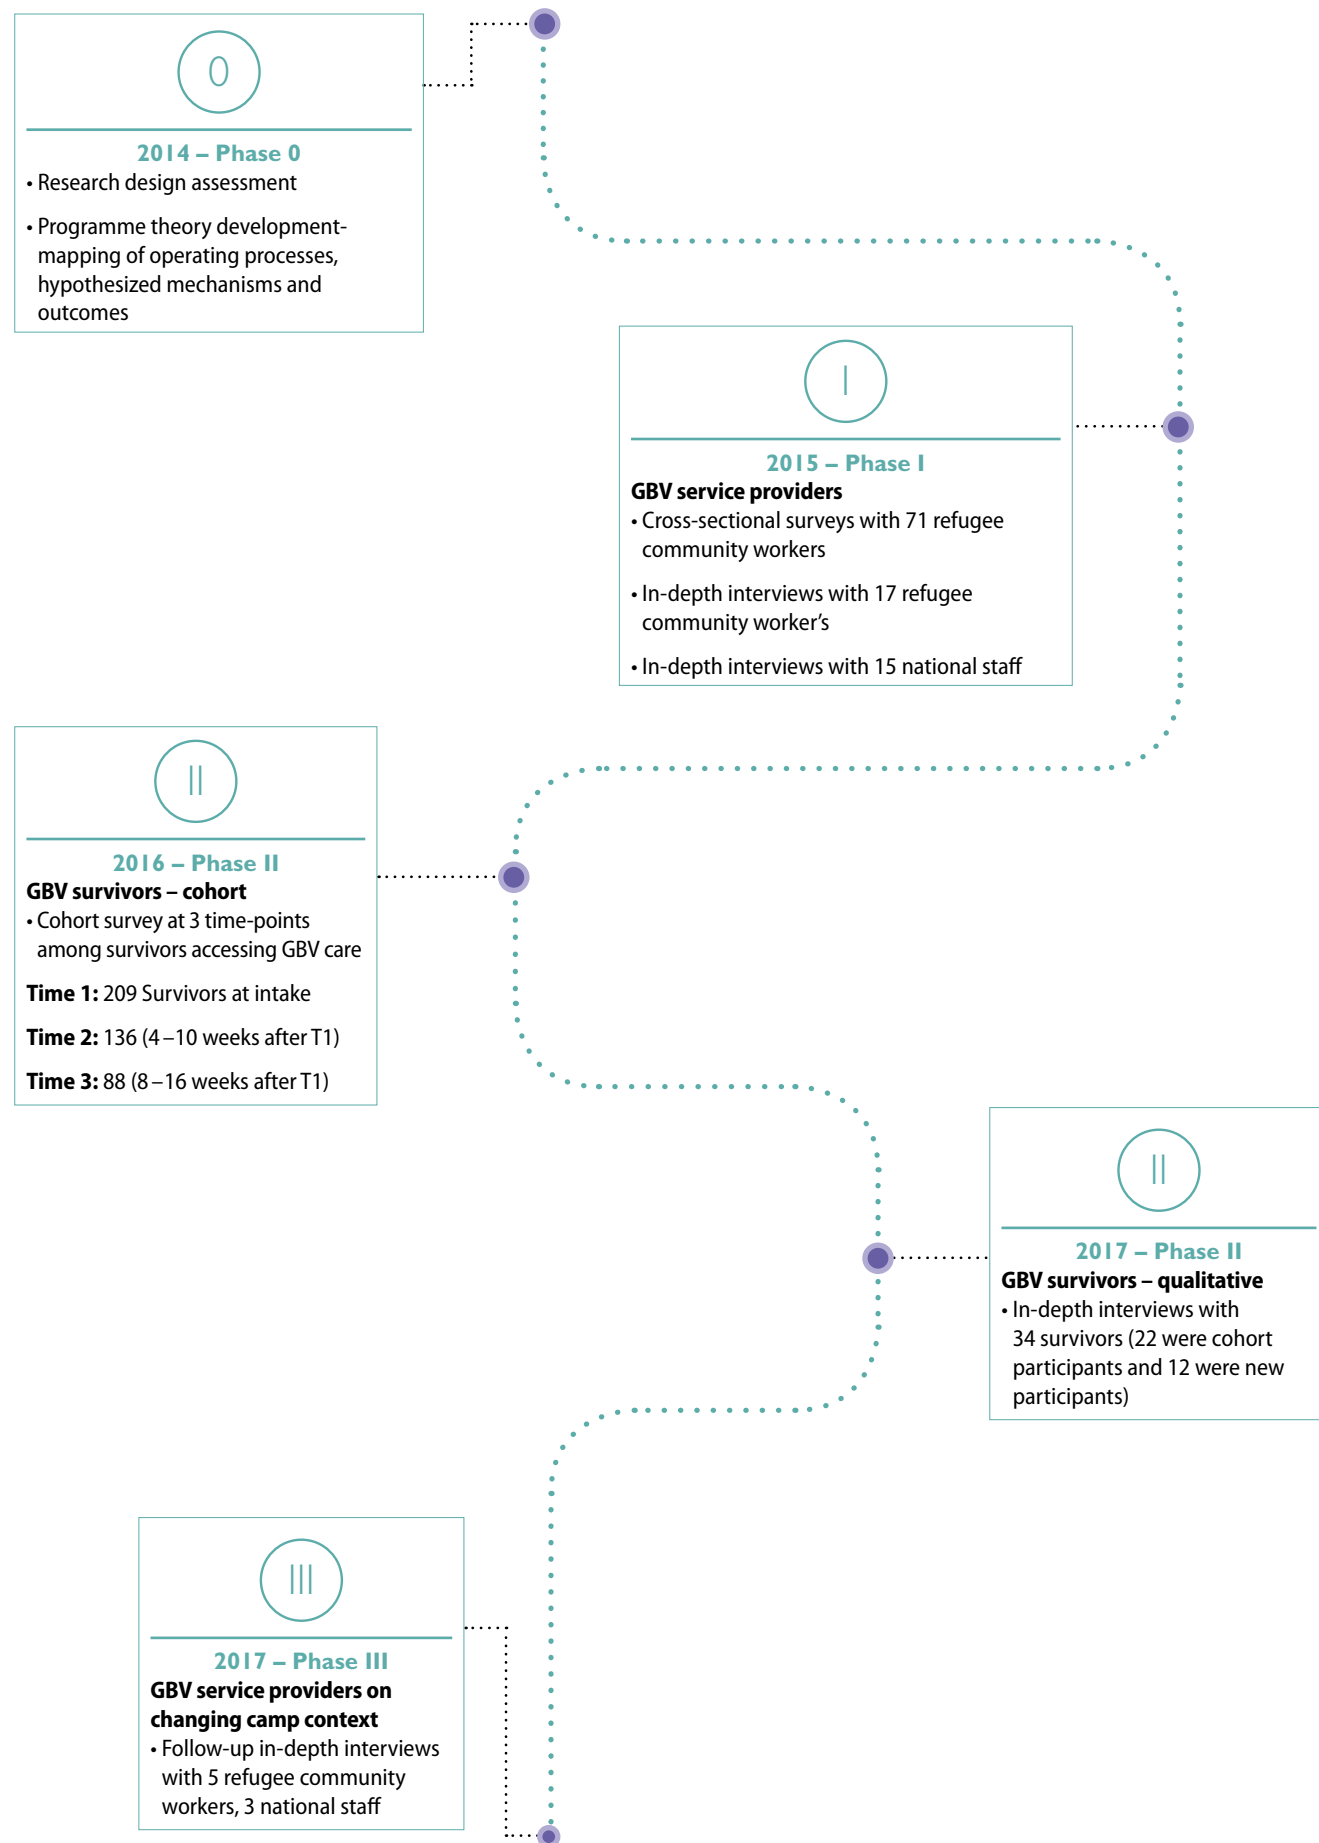 0
2014 – Phase 0
• Research design assessment
• Programme theory development-
mapping of operating processes,
hypothesized mechanisms and
outcomes
I
2015 – Phase I
GBV service providers
• Cross-sectional surveys with 71 refugee
community workers
• In-depth interviews with 17 refugee
community worker's
• In-depth interviews with 15 national staff
II
2016 – Phase II
GBV survivors – cohort
• Cohort survey at 3 time-points
among survivors accessing GBV care
Time 1: 209 Survivors at intake
Time 2: 136 (4–10 weeks after T1)
Time 3: 88 (8–16 weeks after T1)
II
2017 – Phase II
GBV survivors – qualitative
• In-depth interviews with
34 survivors (22 were cohort
participants and 12 were new
participants)
III
2017 – Phase III
GBV service providers on
changing camp context
• Follow-up in-depth interviews
with 5 refugee community
workers, 3 national staff